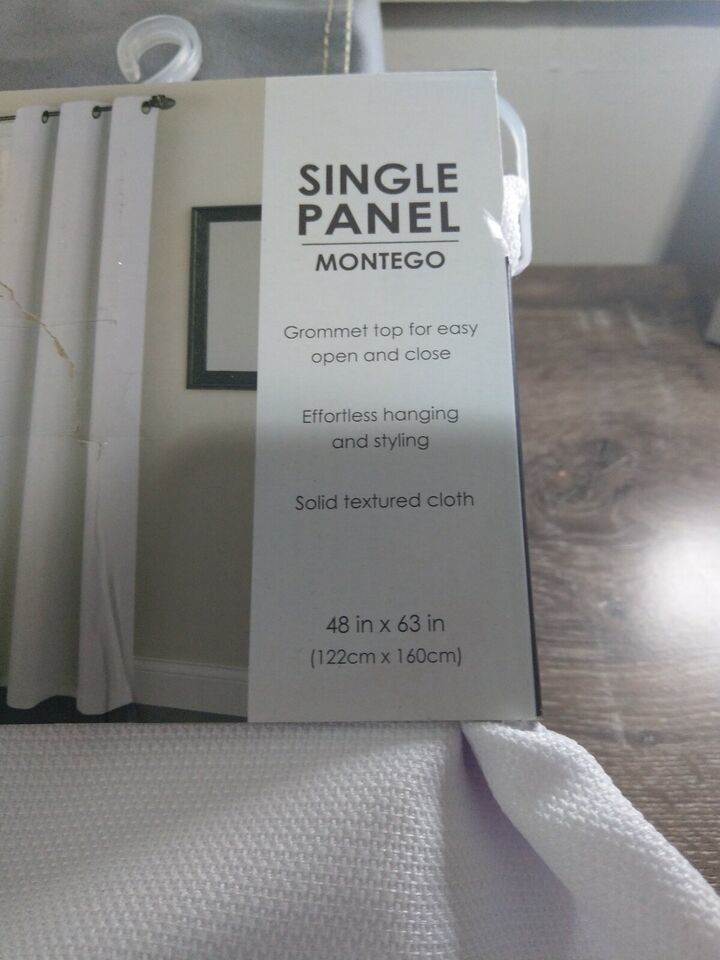 SINGLE
PANEL
MONTEGO
Grommet top for easy
open and close
Effortless hanging
and styling
Solid textured cloth
48 in x 63 in
(122cm x 160cm)